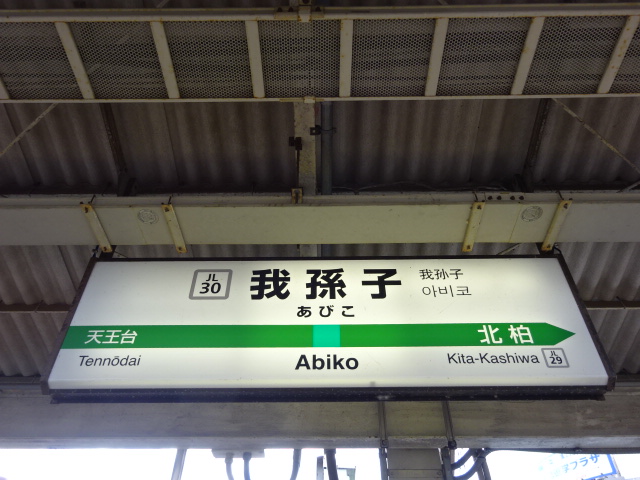 JL
30
我孫子
我孙子
아비코
あびこ
天王台
北柏
Tennōdai
Abiko
Kita-Kashiwa
JL
29